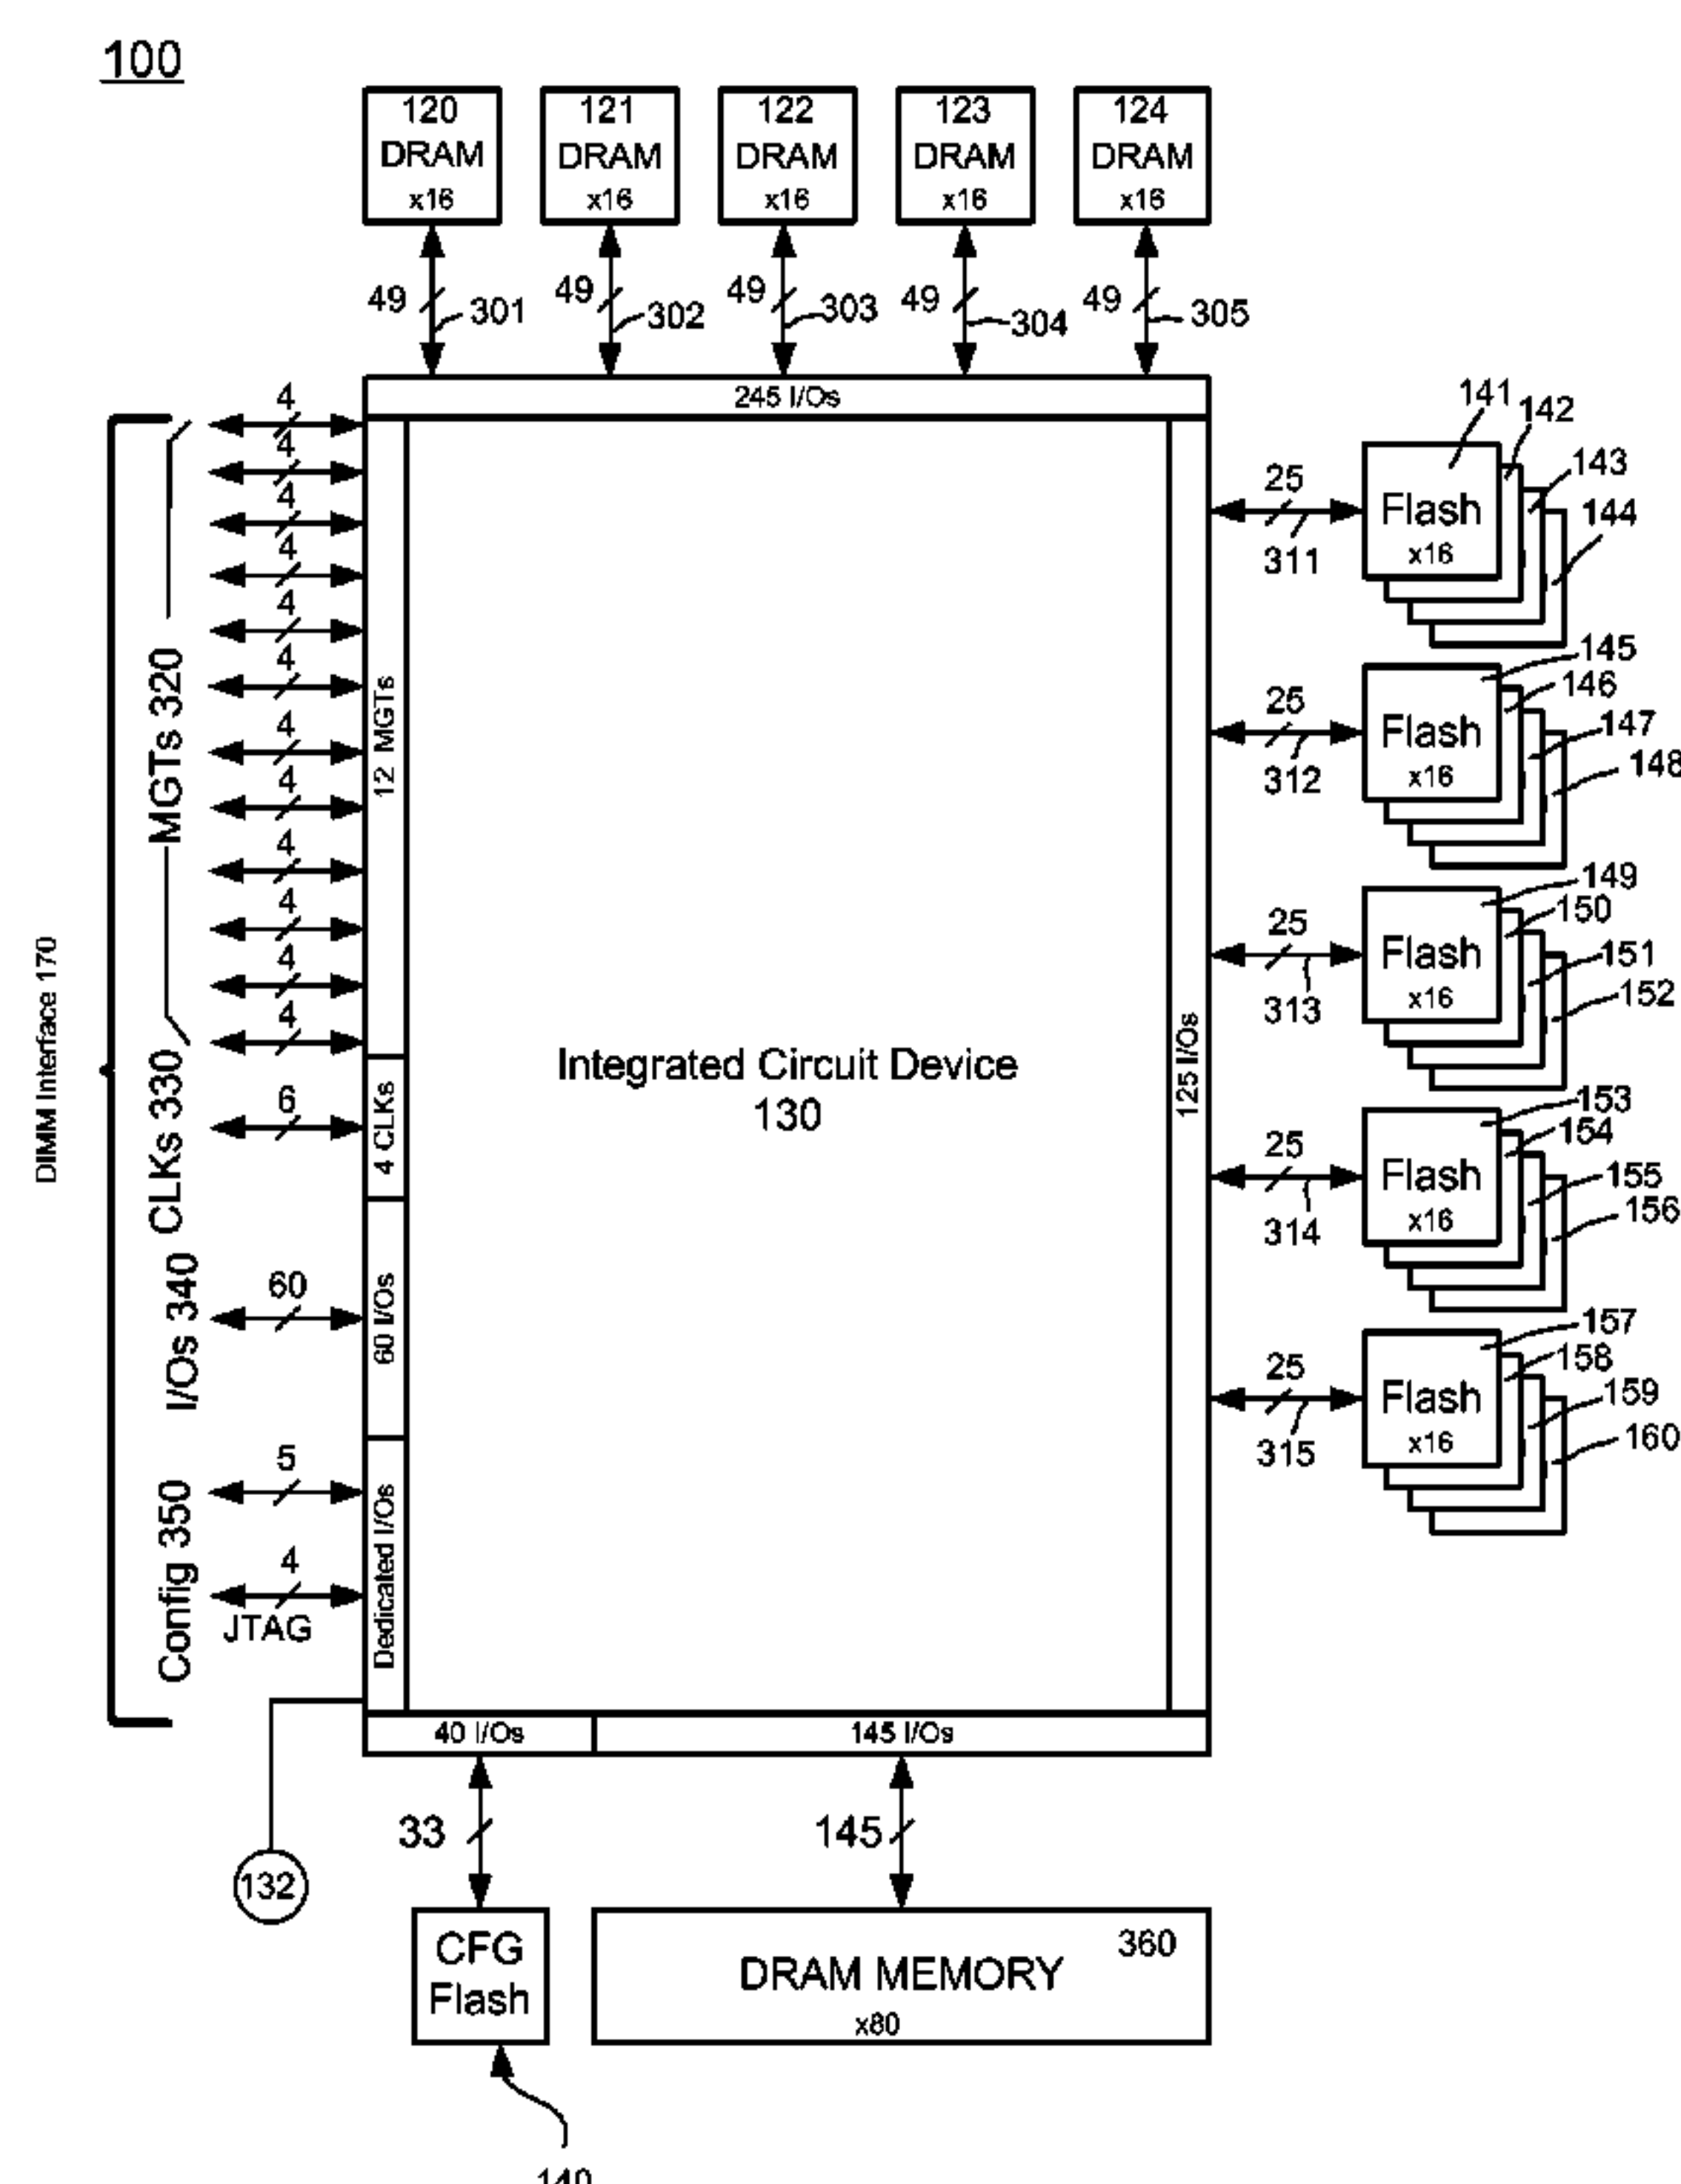 100
120
DRAM
x16
121
DRAM
x16
122
DRAM
x16
123
DRAM
x16
124
DRAM
x16
49
301
49
302
49
303
49
304
49
305
245 I/Os
DIMM Interface 170
MGTs 320
4
4
4
4
4
4
4
4
4
4
4
4
12 MGTs
CLKs 330
6
4 CLKs
I/Os 340
60
60 I/Os
Config 350
5
4
JTAG
Dedicated I/Os
Integrated Circuit Device
130
125 I/Os
25
311
Flash
x16
141
142
143
144
25
312
Flash
x16
145
146
147
148
25
313
Flash
x16
149
150
151
152
25
314
Flash
x16
153
154
155
156
25
315
Flash
x16
157
158
159
160
40 I/Os
145 I/Os
132
33
145
CFG
Flash
360
DRAM MEMORY
x80
140